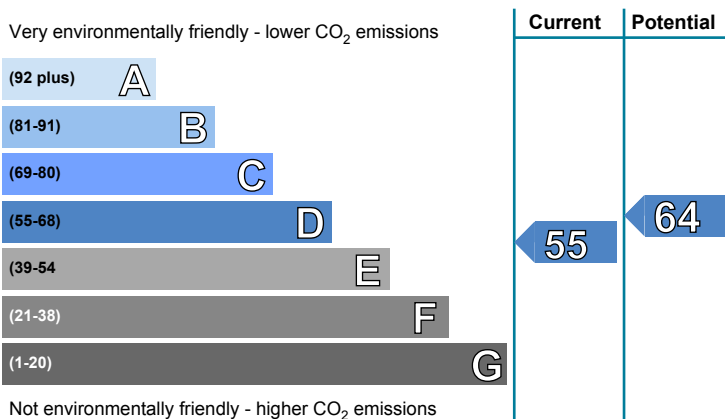 Very environmentally friendly - lower CO2 emissions
Current
Potential
(92 plus) A
(81-91) B
(69-80) C
(55-68) D
(39-54 E
(21-38) F
(1-20) G
55
64
Not environmentally friendly - higher CO2 emissions